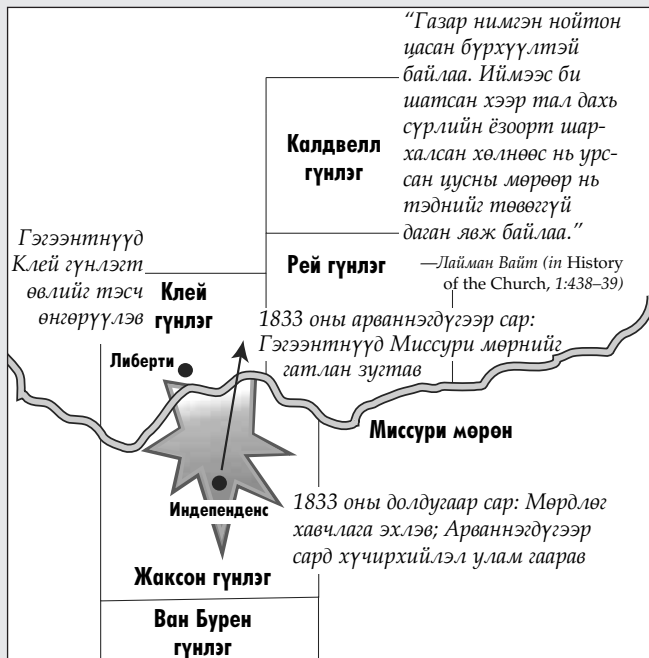 “Газар нимгэн нойтон
цасан бүрхүүлтэй
байлаа. Иймээс би
шатсан хээр тал дахь
сүрлийн ёзоорт шар-
халсан хөлнөөс нь урс-
сан цусны мөрөөр нь
тэднийг төвөггүй
даган явж байлаа.”
—Лайман Вайт (in History
of the Church, 1:438–39)
Калдвелл
гүнлэг
Гэгээнтнүүд
Клей гүнлэгт
өвлийг тэсч
өнгөрүүлэв
Клей
гүнлэг
Рей гүнлэг
1833 оны арваннэгдүгээр сар:
Гэгээнтнүүд Миссури мөрнийг
гатлан зугтав
Либерти
Миссури мөрөн
Индепенденс
1833 оны долдугаар сар: Мөрдлөг
хавчлага эхлэв; Арваннэгдүгээр
сард хүчирхийлэл улам гаарав
Жаксон гүнлэг
Ван Бурен
гүнлэг